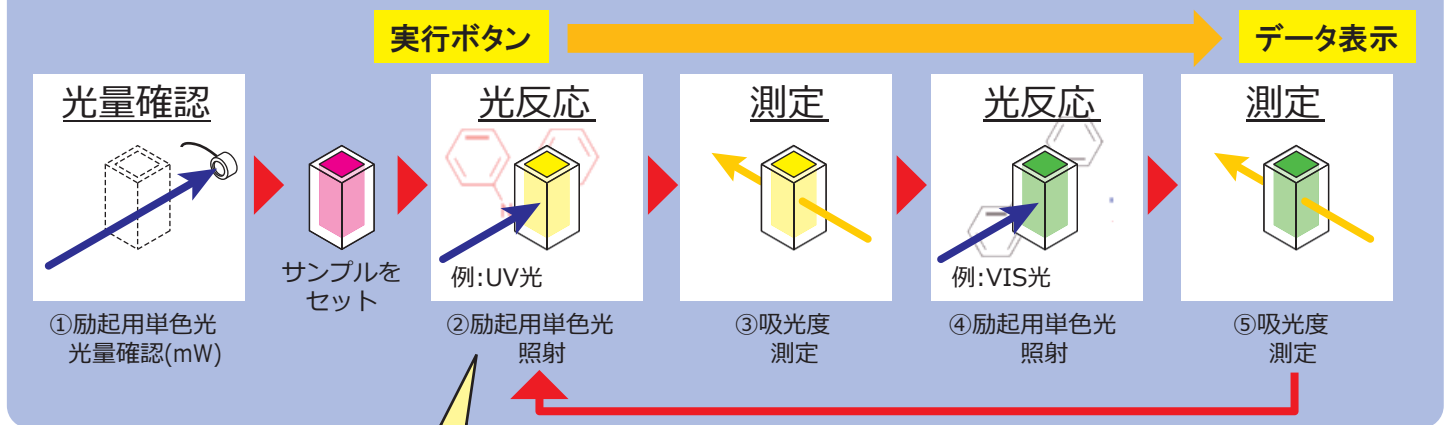 実行ボタン
データ表示
光量確認
光反応
測定
光反応
測定
サンプルを
セット
例:UV光
例:VIS光
①励起用単色光
光量確認(mW)
②励起用単色光
照射
③吸光度
測定
④励起用単色光
照射
⑤吸光度
測定